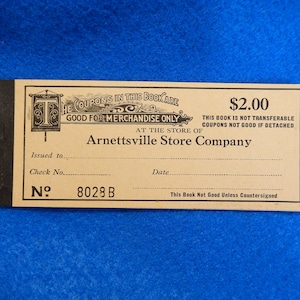 THE COUPONS IN THIS BOOK ARE
GOOD FOR MERCHANDISE ONLY
$2.00
THIS BOOK IS NOT TRANSFERABLE
COUPONS NOT GOOD IF DETACHED
AT THE STORE OF
Arnettsville Store Company
Issued to
Check No. Date
No 8028B
This Book Not Good Unless Countersigned